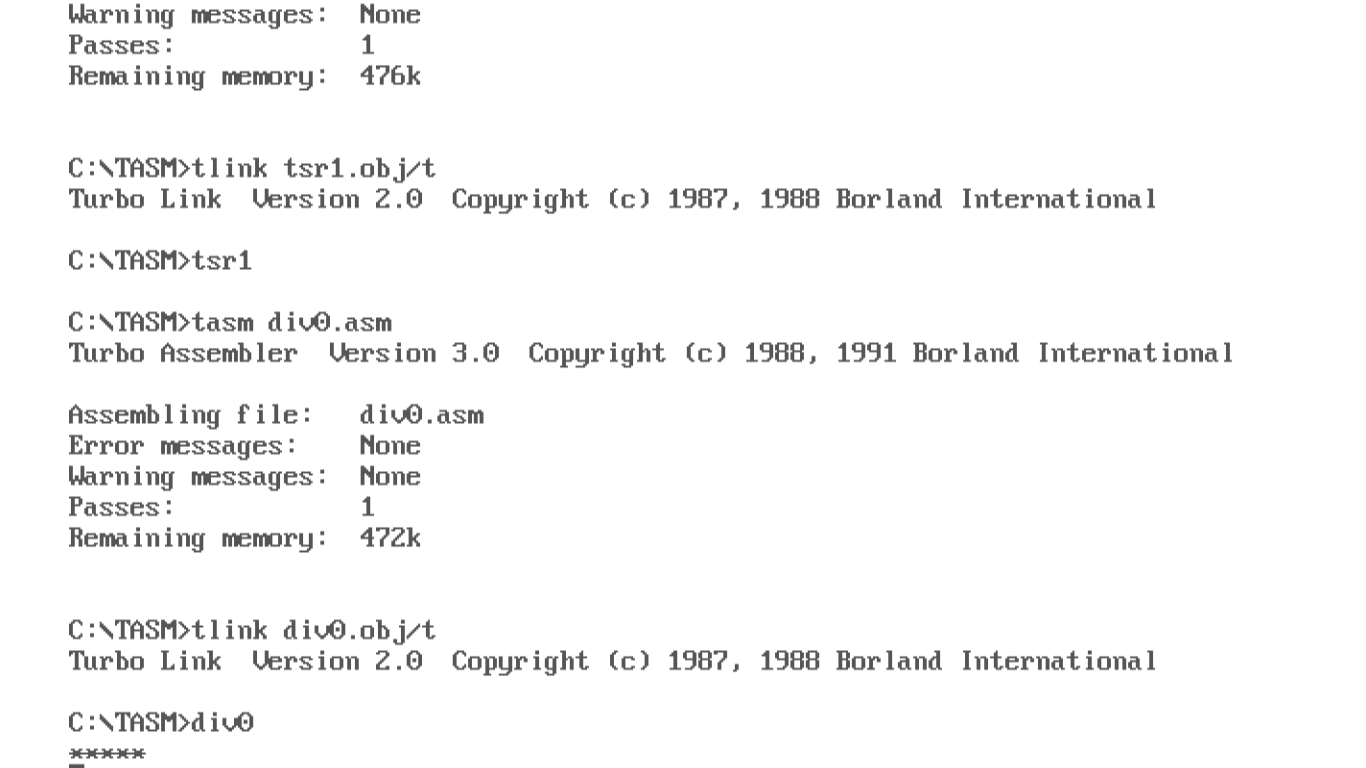 Warning messages:  None
Passes:            1
Remaining memory:  476k
C:\TASM>tlink tsr1.obj/t
Turbo Link  Version 2.0  Copyright (c) 1987, 1988 Borland International
C:\TASM>tsr1
C:\TASM>tasm div0.asm
Turbo Assembler  Version 3.0  Copyright (c) 1988, 1991 Borland International
Assembling file:   div0.asm
Error messages:    None
Warning messages:  None
Passes:            1
Remaining memory:  472k
C:\TASM>tlink div0.obj/t
Turbo Link  Version 2.0  Copyright (c) 1987, 1988 Borland International
C:\TASM>div0
*****